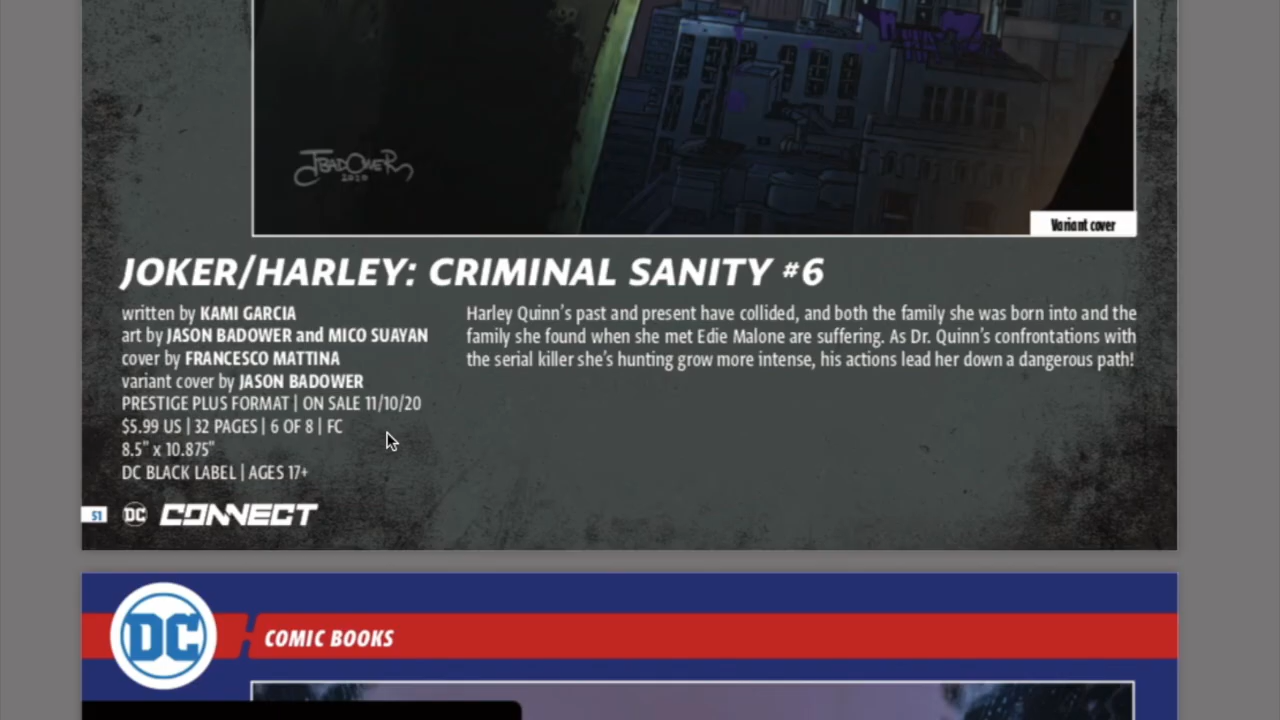 JBADOWER
2020
Variant cover
JOKER/HARLEY: CRIMINAL SANITY #6
written by KAMI GARCIA
art by JASON BADOWER and MICO SUAYAN
cover by FRANCESCO MATTINA
variant cover by JASON BADOWER
PRESTIGE PLUS FORMAT | ON SALE 11/10/20
$5.99 US | 32 PAGES | 6 OF 8 | FC
8.5" x 10.875"
DC BLACK LABEL | AGES 17+
Harley Quinn's past and present have collided, and both the family she was born into and the
family she found when she met Edie Malone are suffering. As Dr. Quinn's confrontations with
the serial killer she's hunting grow more intense, his actions lead her down a dangerous path!
51 DC CONNECT
DC
COMIC BOOKS